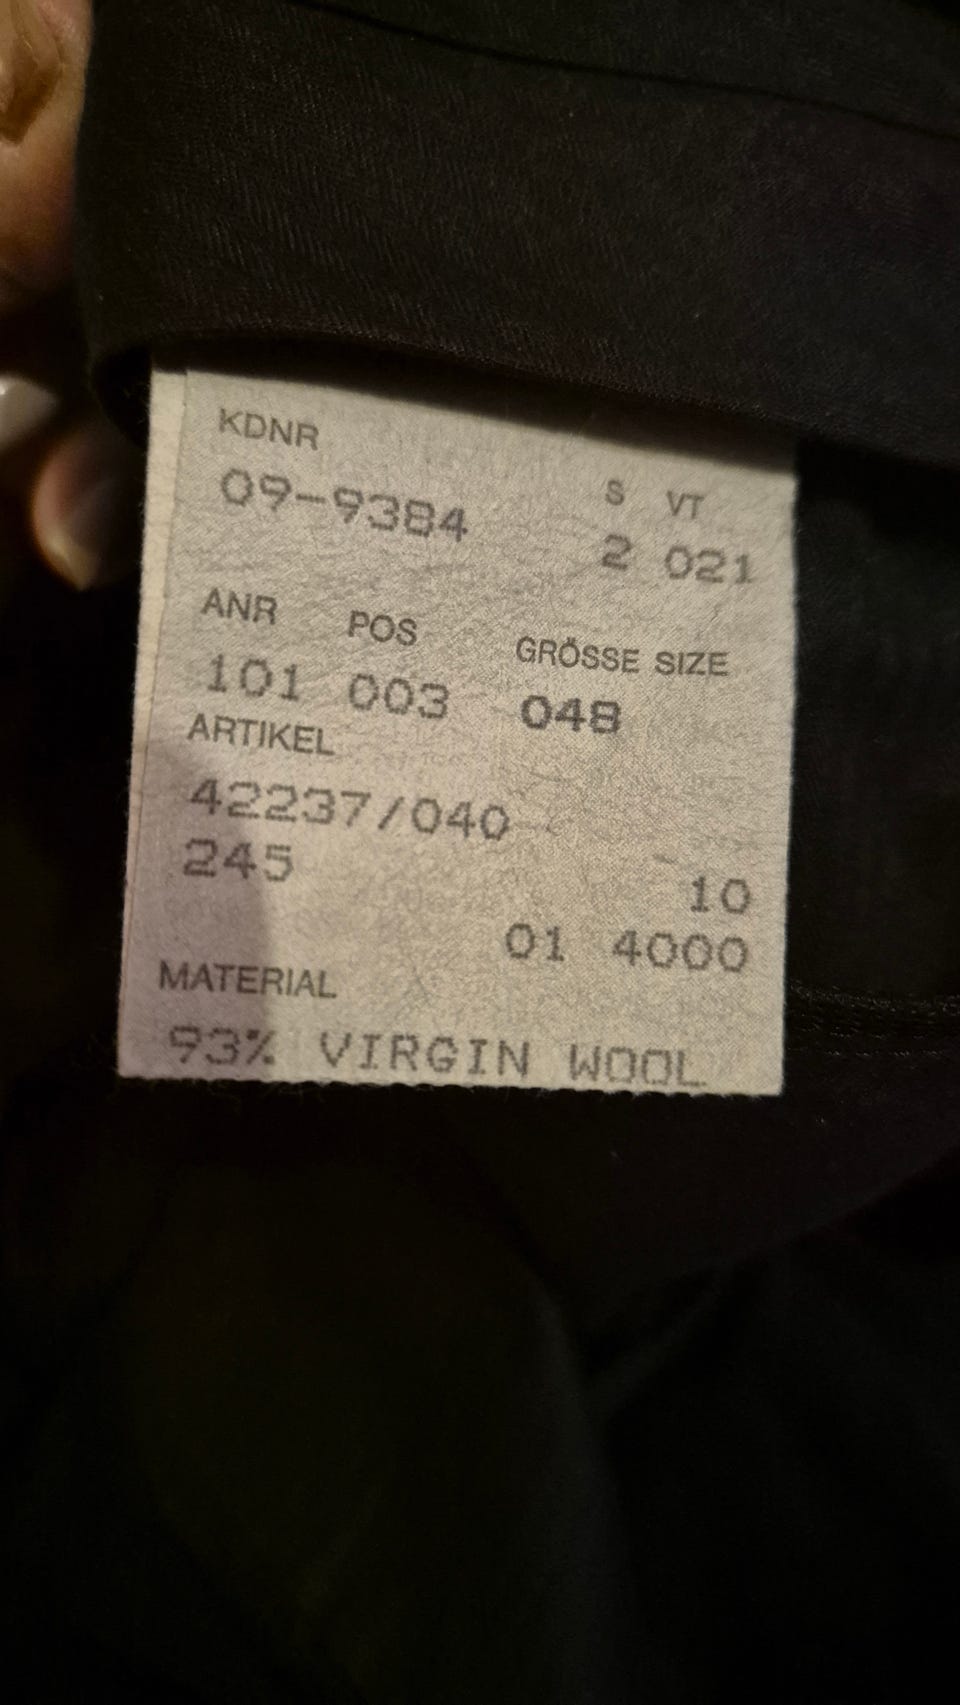 KDNR
S VT
09-9384
2 021
ANR POS GRÖSSE SIZE
101 003 048
ARTIKEL
42237/040
245
10
01 4000
MATERIAL
93% VIRGIN WOOL